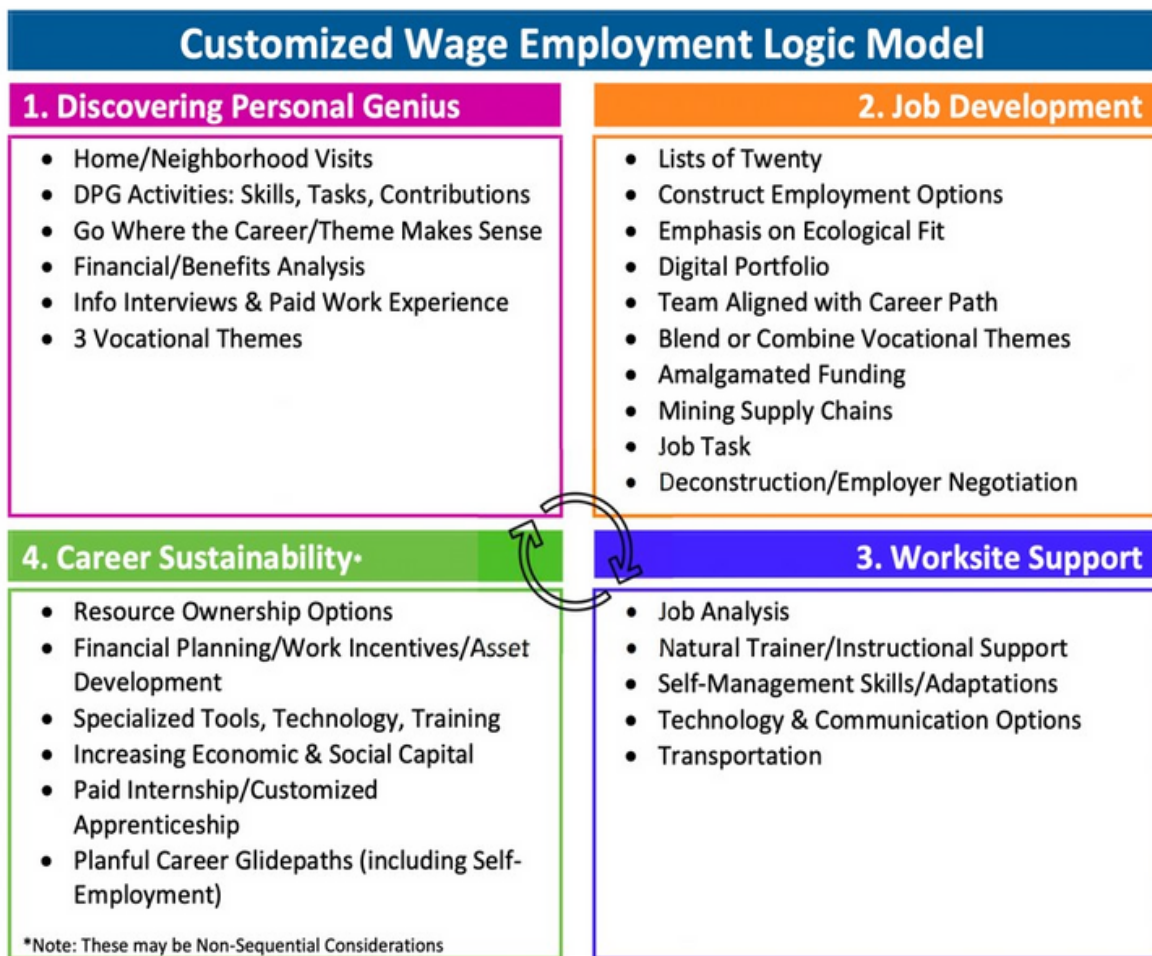 Customized Wage Employment Logic Model
1. Discovering Personal Genius
• Home/Neighborhood Visits
• DPG Activities: Skills, Tasks, Contributions
• Go Where the Career/Theme Makes Sense
• Financial/Benefits Analysis
• Info Interviews & Paid Work Experience
• 3 Vocational Themes
2. Job Development
• Lists of Twenty
• Construct Employment Options
• Emphasis on Ecological Fit
• Digital Portfolio
• Team Aligned with Career Path
• Blend or Combine Vocational Themes
• Amalgamated Funding
• Mining Supply Chains
• Job Task
• Deconstruction/Employer Negotiation
3. Worksite Support
• Job Analysis
• Natural Trainer/Instructional Support
• Self-Management Skills/Adaptations
• Technology & Communication Options
• Transportation
4. Career Sustainability*
• Resource Ownership Options
• Financial Planning/Work Incentives/Asset
Development
• Specialized Tools, Technology, Training
• Increasing Economic & Social Capital
• Paid Internship/Customized
Apprenticeship
• Planful Career Glidepaths (including Self-
Employment)
*Note: These may be Non-Sequential Considerations